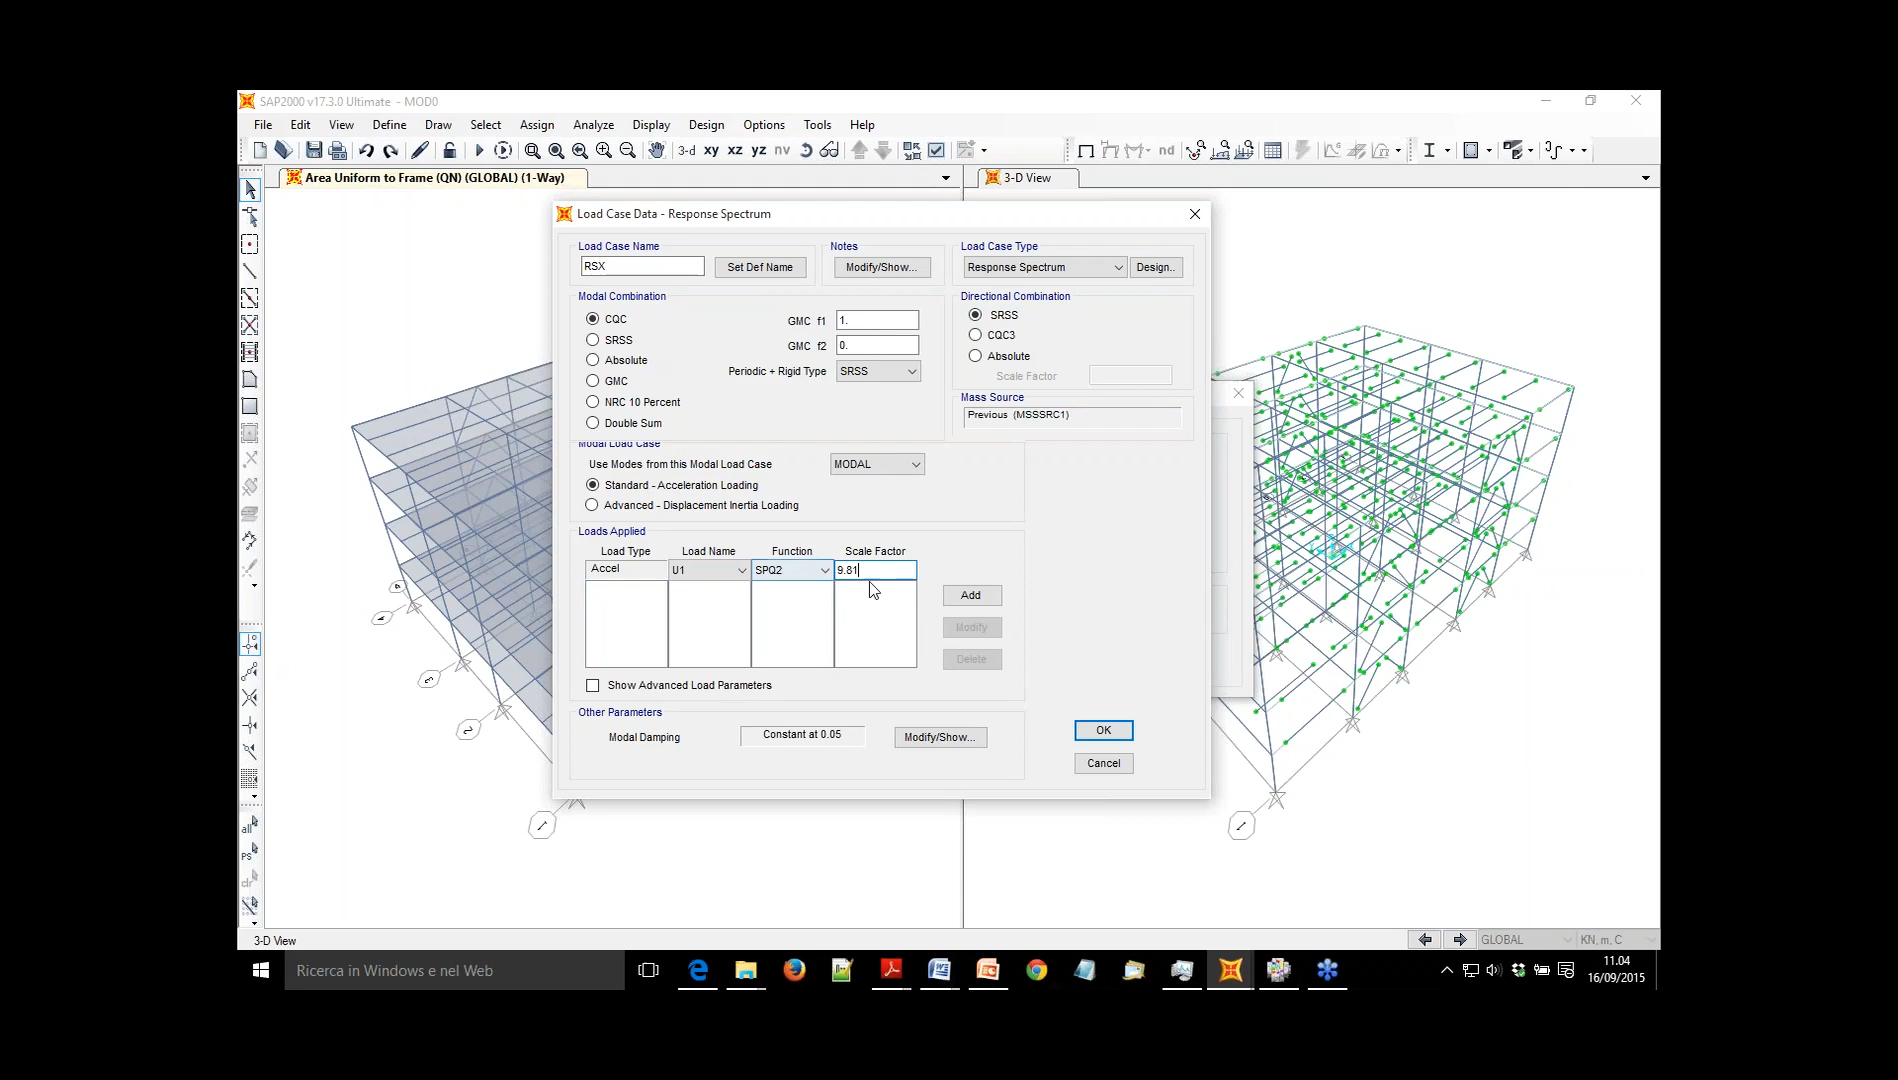 SAP2000 v17.3.0 Ultimate - MOD0
File Edit View Define Draw Select Assign Analyze Display Design Options Tools Help
3-d xy xz yz nv nd
Area Uniform to Frame (QN) (GLOBAL) (1-Way)
3-D View
Load Case Data - Response Spectrum
Load Case Name
RSX
Set Def Name
Notes
Modify/Show...
Load Case Type
Response Spectrum
Design..
Modal Combination
CQC
SRSS
Absolute
GMC
NRC 10 Percent
Double Sum
GMC f1
1.
GMC f2
0.
Periodic + Rigid Type
SRSS
Directional Combination
SRSS
CQC3
Absolute
Scale Factor
Mass Source
Previous (MSSSRC1)
Modal Load Case
Use Modes from this Modal Load Case
MODAL
Standard - Acceleration Loading
Advanced - Displacement Inertia Loading
Loads Applied
Load Type Load Name Function Scale Factor
Accel U1 SPQ2 9.81
Add
Modify
Delete
Show Advanced Load Parameters
Other Parameters
Modal Damping
Constant at 0.05
Modify/Show...
OK
Cancel
all
PS
clr
3-D View
GLOBAL
KN, m, C
Ricerca in Windows e nel Web
11.04
16/09/2015